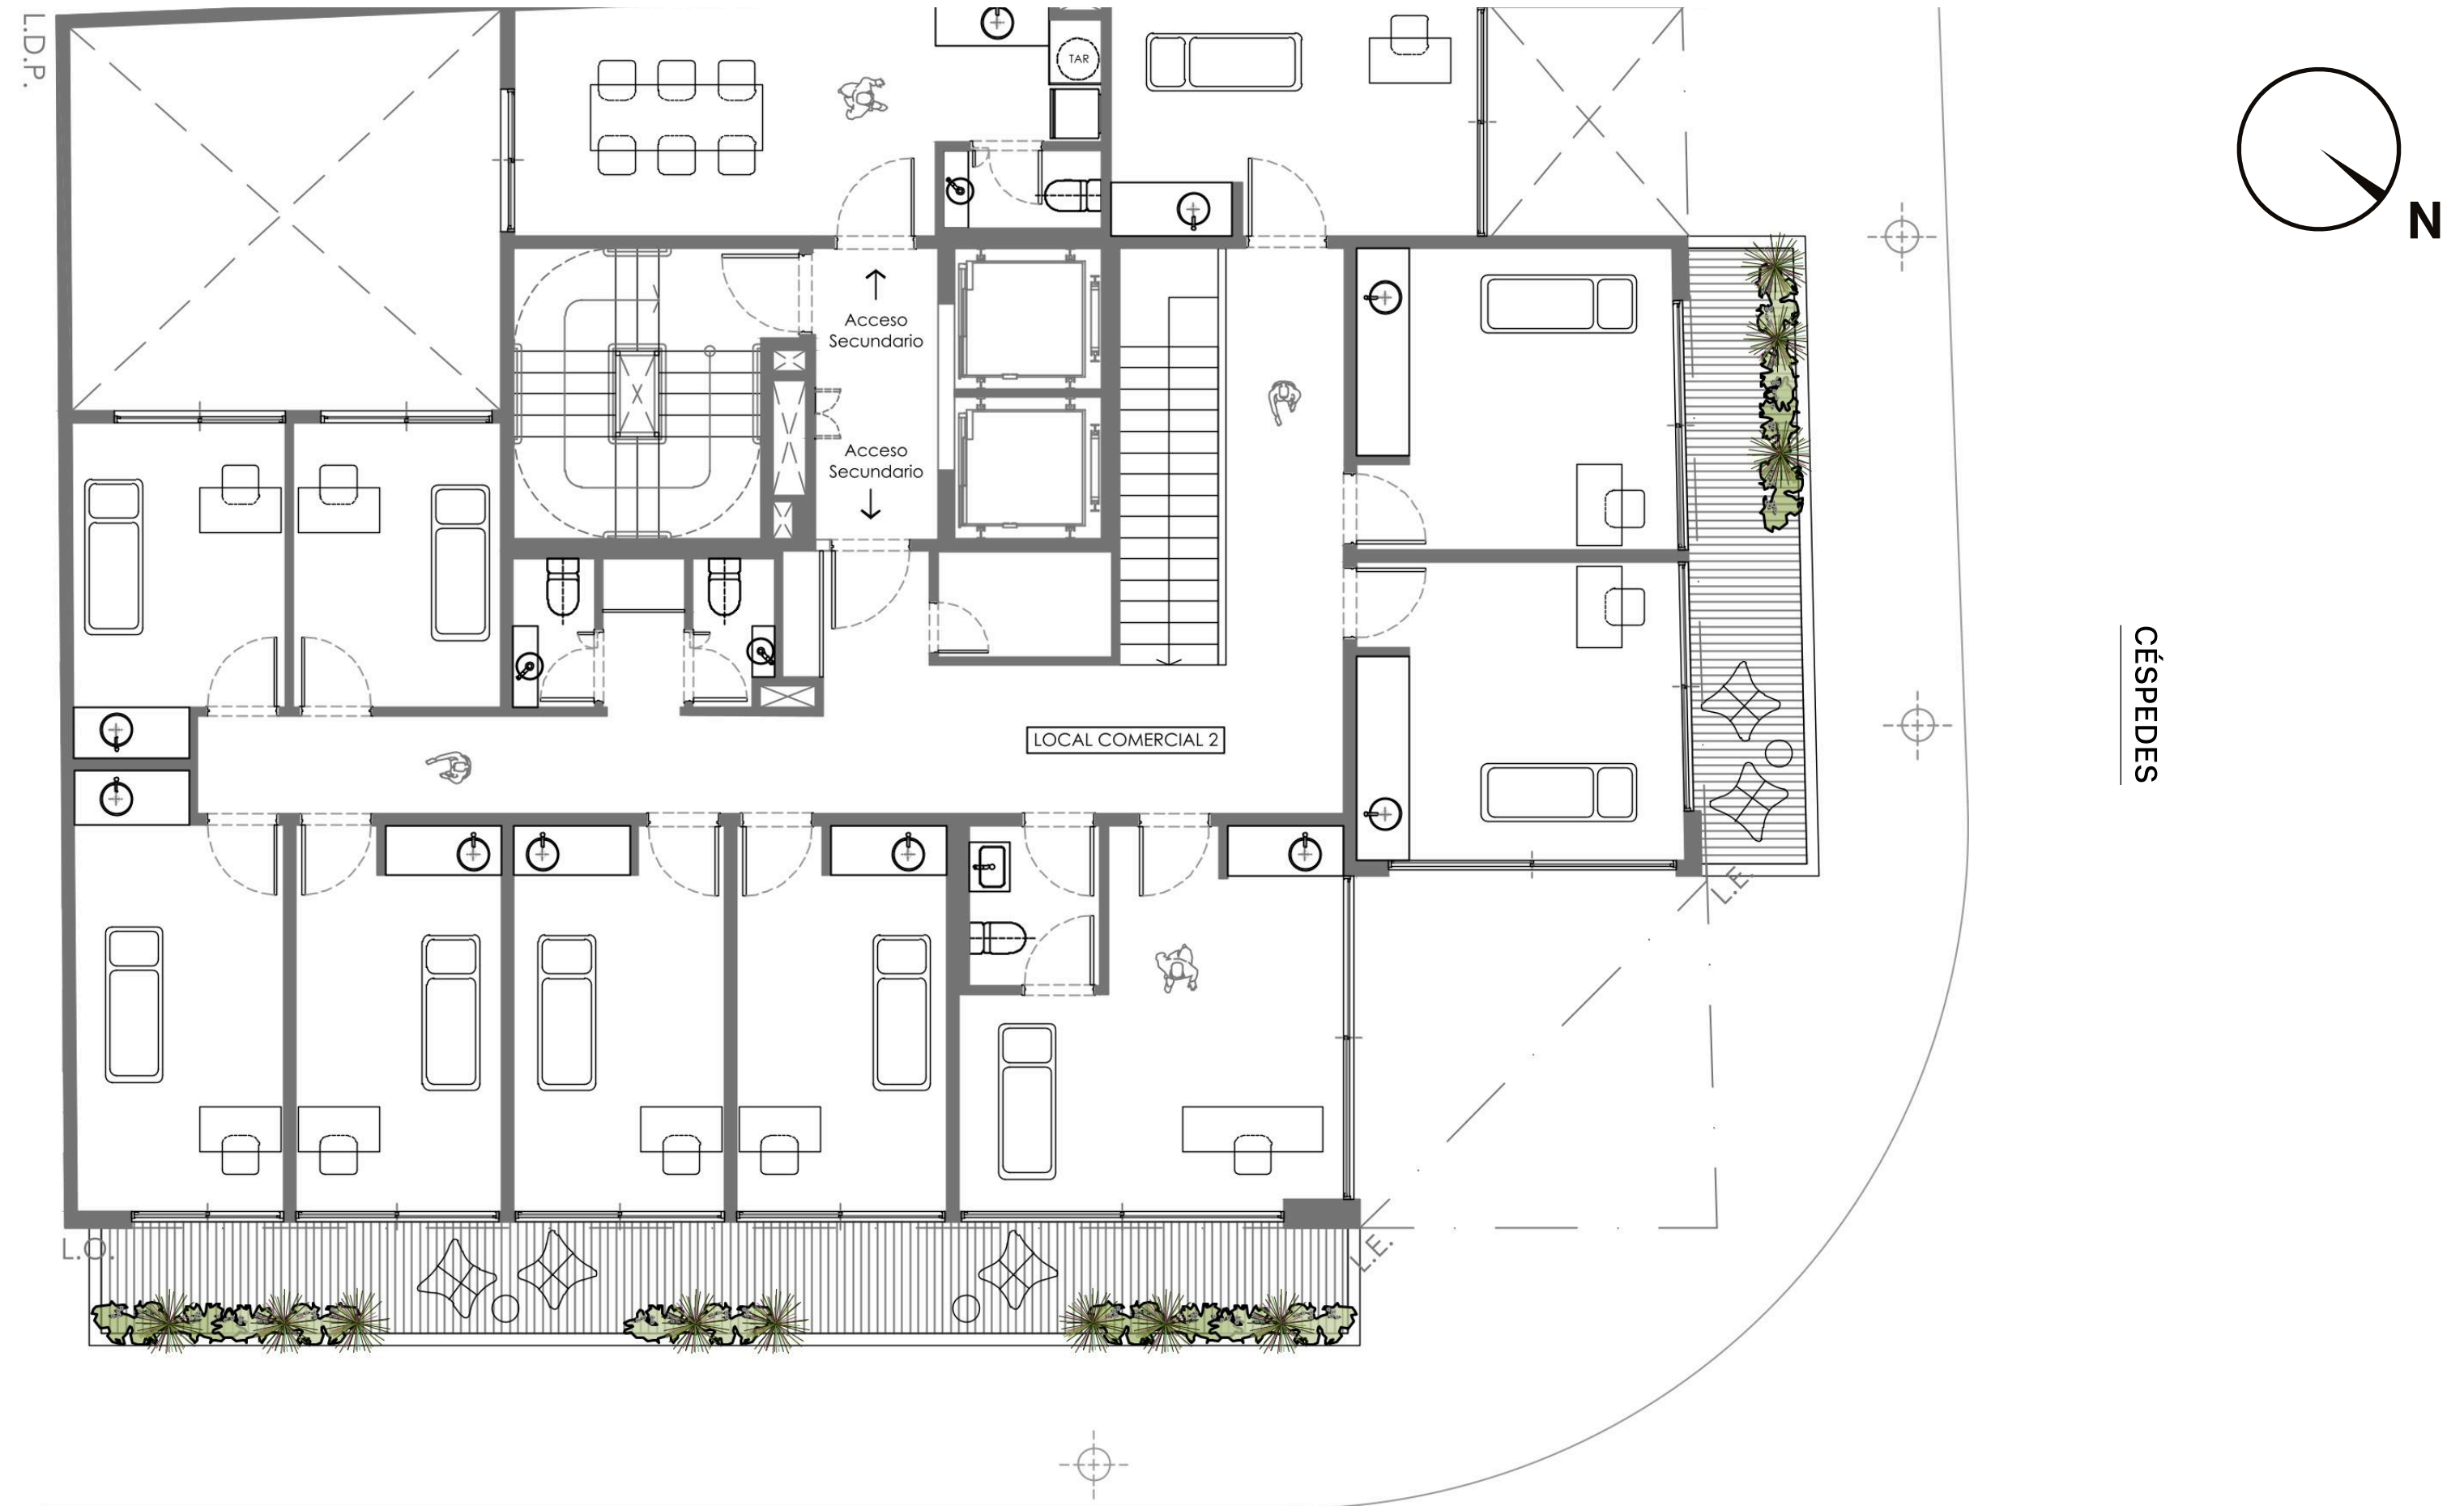 L.D.P.
TAR
N
Acceso
Secundario
Acceso
Secundario
CÉSPEDES
LOCAL COMERCIAL 2
L.E.
L.O.
L.E.